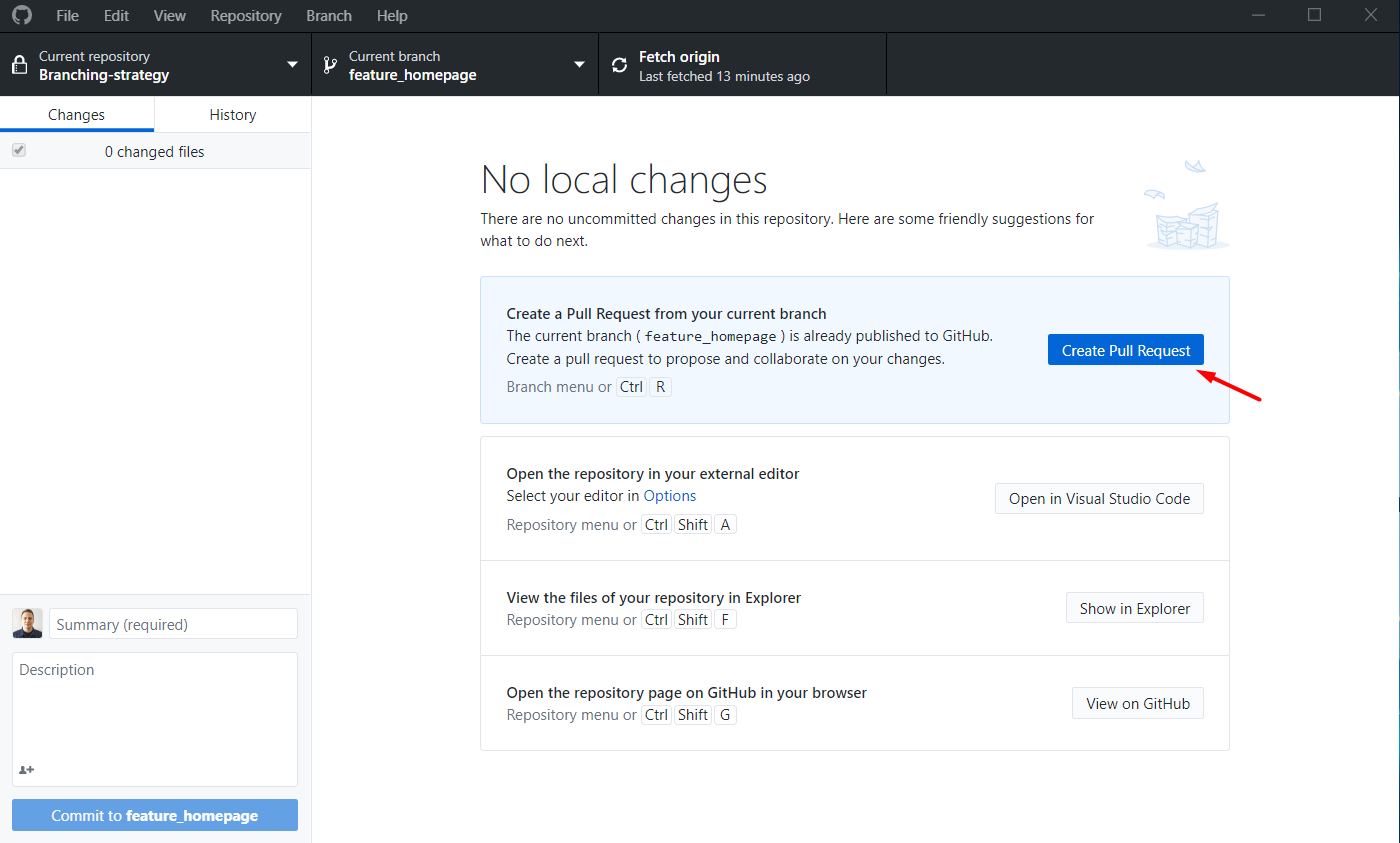 File Edit View Repository Branch Help
Current repository
Branching-strategy
Current branch
feature_homepage
Fetch origin
Last fetched 13 minutes ago
Changes History
0 changed files
No local changes
There are no uncommitted changes in this repository. Here are some friendly suggestions for
what to do next.
Create a Pull Request from your current branch
The current branch ( feature_homepage ) is already published to GitHub.
Create a pull request to propose and collaborate on your changes.
Branch menu or Ctrl R
Create Pull Request
Open the repository in your external editor
Select your editor in Options
Repository menu or Ctrl Shift A
Open in Visual Studio Code
View the files of your repository in Explorer
Repository menu or Ctrl Shift F
Show in Explorer
Open the repository page on GitHub in your browser
Repository menu or Ctrl Shift G
View on GitHub
Summary (required)
Description
Commit to feature_homepage